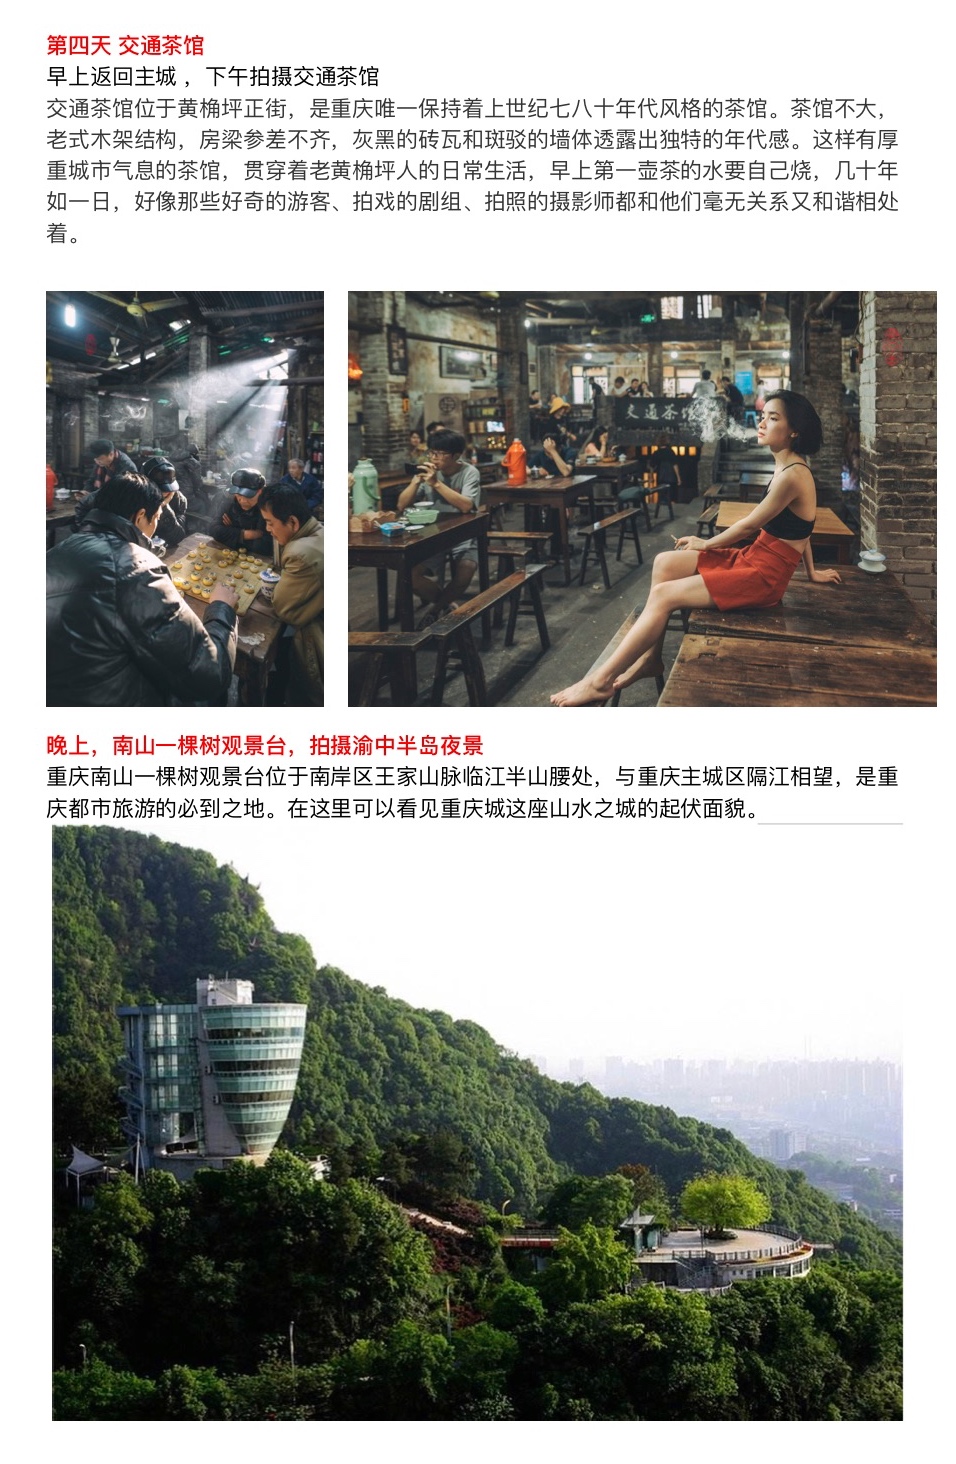 第四天 交通茶馆
早上返回主城 ，下午拍摄交通茶馆
交通茶馆位于黄桷坪正街，是重庆唯一保持着上世纪七八十年代风格的茶馆。茶馆不大，
老式木架结构，房梁参差不齐，灰黑的砖瓦和斑驳的墙体透露出独特的年代感。这样有厚
重城市气息的茶馆，贯穿着老黄桷坪人的日常生活，早上第一壶茶的水要自己烧，几十年
如一日，好像那些好奇的游客、拍戏的剧组、拍照的摄影师都和他们毫无关系又和谐相处
着。
交通茶馆
晚上，南山一棵树观景台，拍摄渝中半岛夜景
重庆南山一棵树观景台位于南岸区王家山脉临江半山腰处，与重庆主城区隔江相望，是重
庆都市旅游的必到之地。在这里可以看见重庆城这座山水之城的起伏面貌。